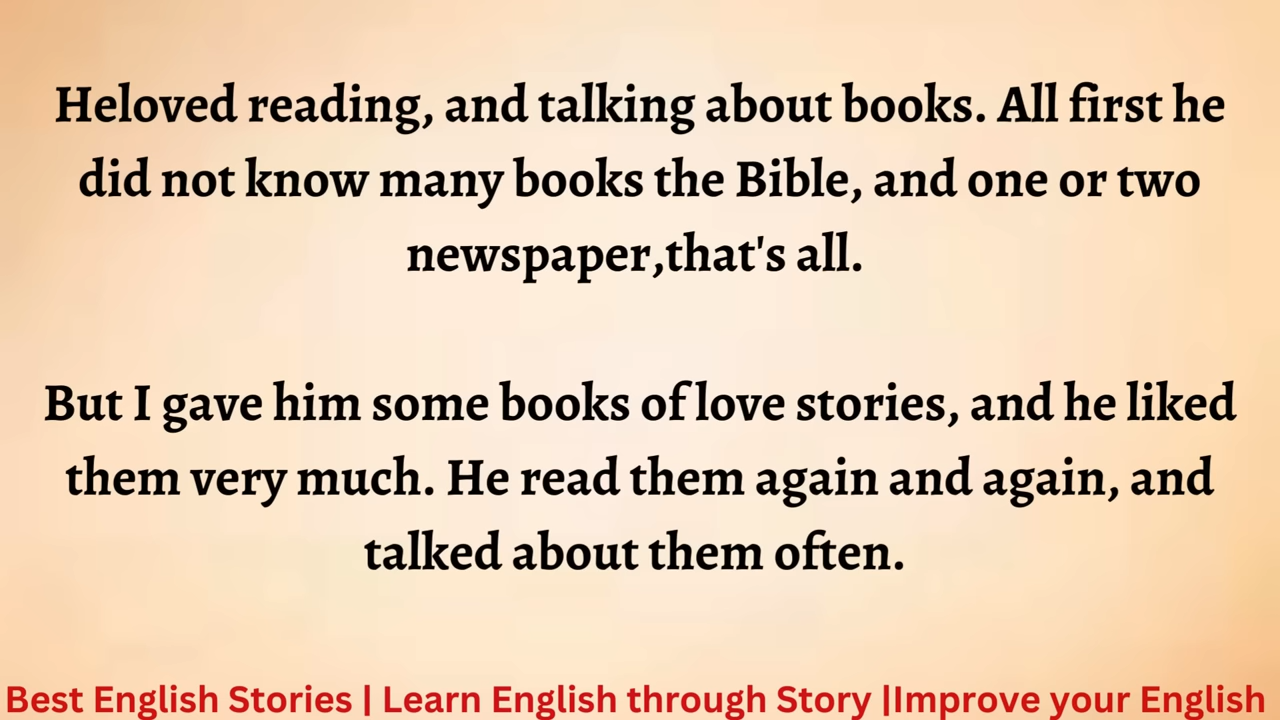 Heloved reading, and talking about books. All first he
did not know many books the Bible, and one or two
newspaper,that's all.
But I gave him some books of love stories, and he liked
them very much. He read them again and again, and
talked about them often.
Best English Stories | Learn English through Story |Improve your English